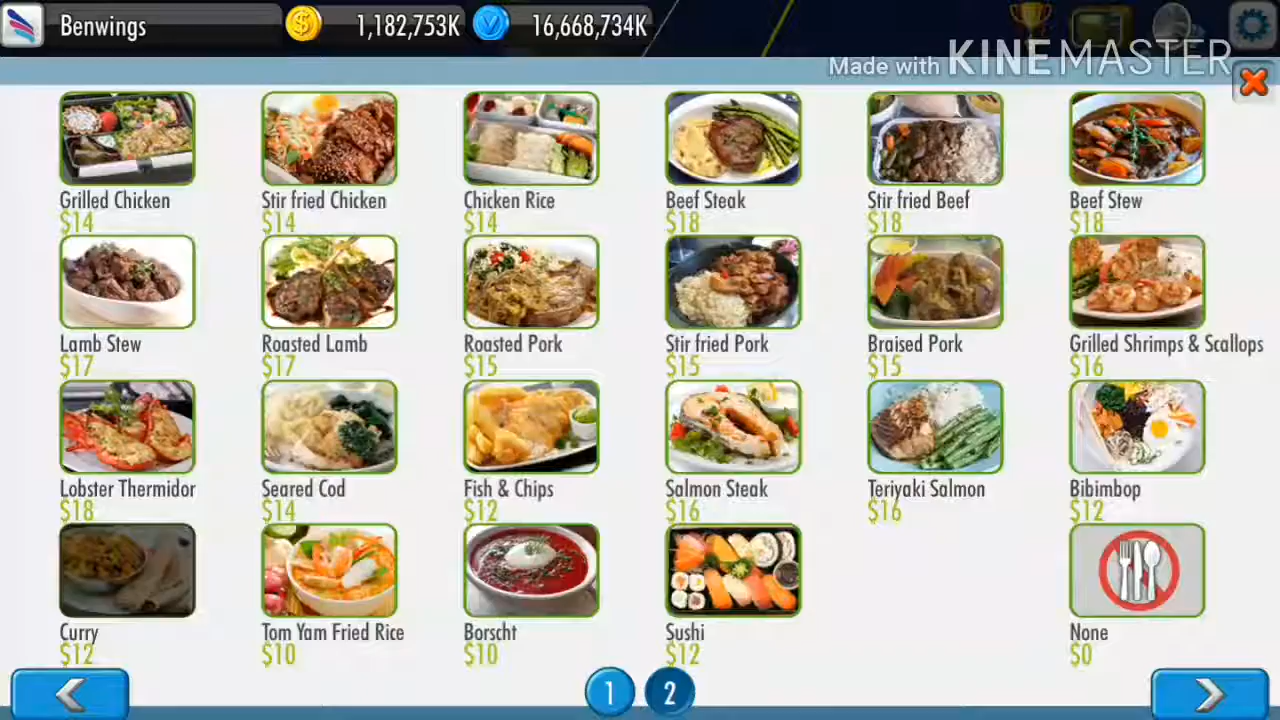 Benwings 1,182,753K 16,668,734K
Made with KINEMASTER
Grilled Chicken Stir fried Chicken Chicken Rice Beef Steak Stir fried Beef Beef Stew
$14 $14 $14 $18 $18 $18
Lamb Stew Roasted Lamb Roasted Pork Stir fried Pork Braised Pork Grilled Shrimps & Scallops
$17 $17 $15 $15 $15 $16
Lobster Thermidor Seared Cod Fish & Chips Salmon Steak Teriyaki Salmon Bibimbop
$18 $14 $12 $16 $16 $12
Curry Tom Yam Fried Rice Borscht Sushi None
$12 $10 $10 $12 $0
1 2